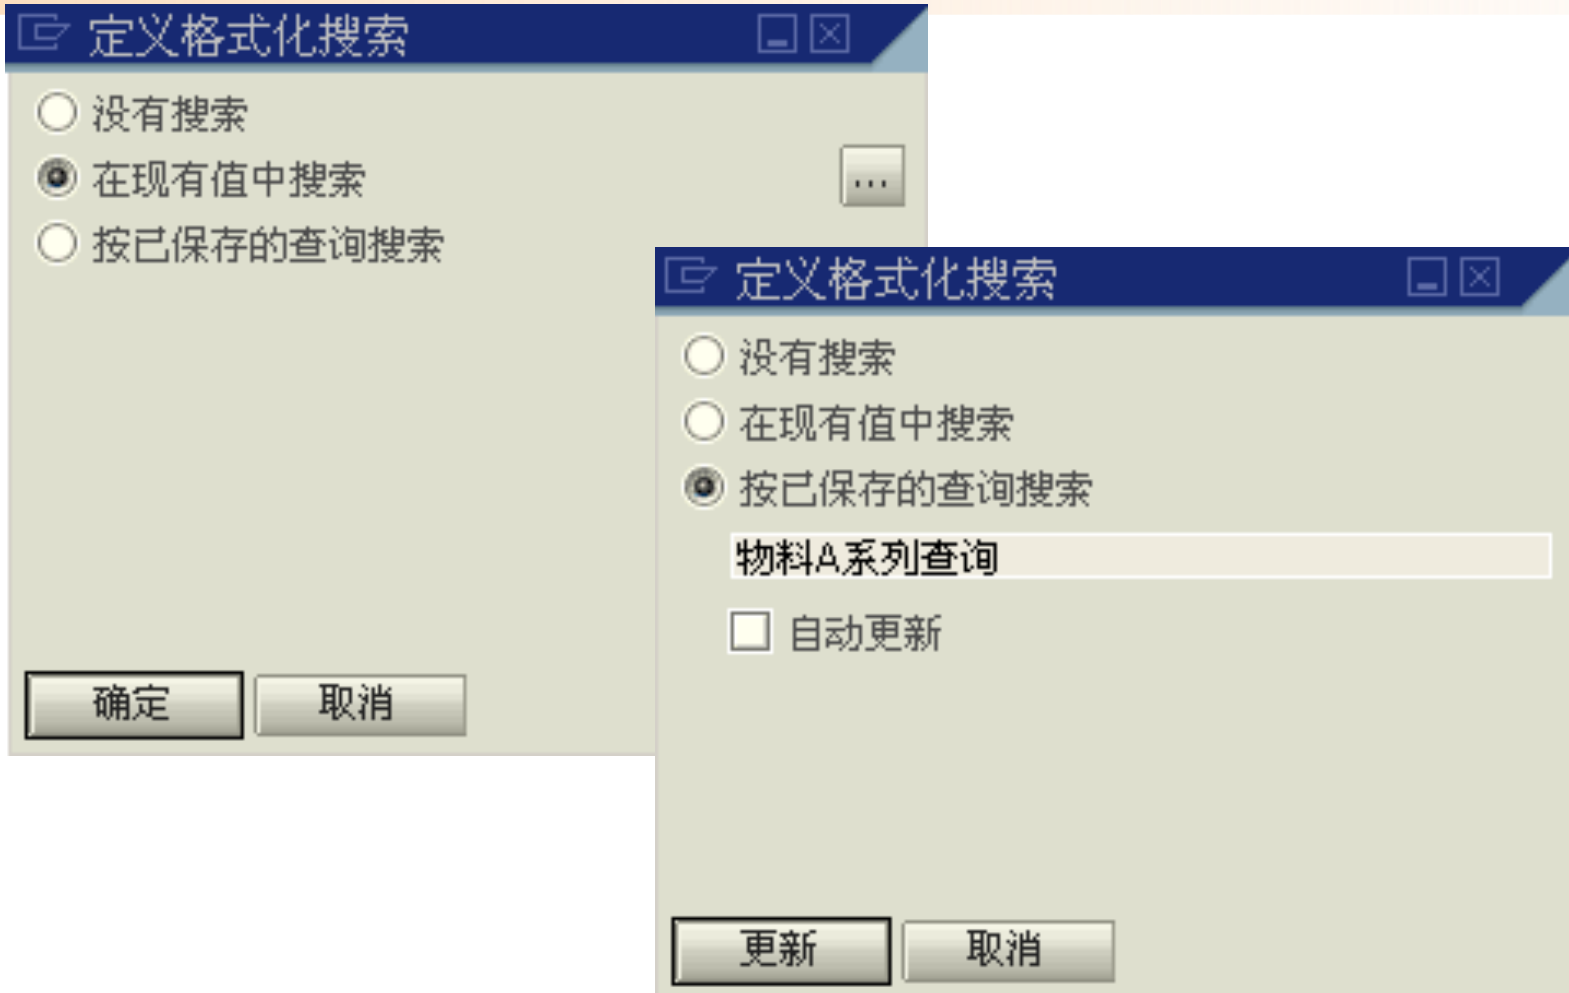 定义格式化搜索
没有搜索
在现有值中搜索
...
按已保存的查询搜索
确定
取消
定义格式化搜索
没有搜索
在现有值中搜索
按已保存的查询搜索
物料A系列查询
自动更新
更新
取消